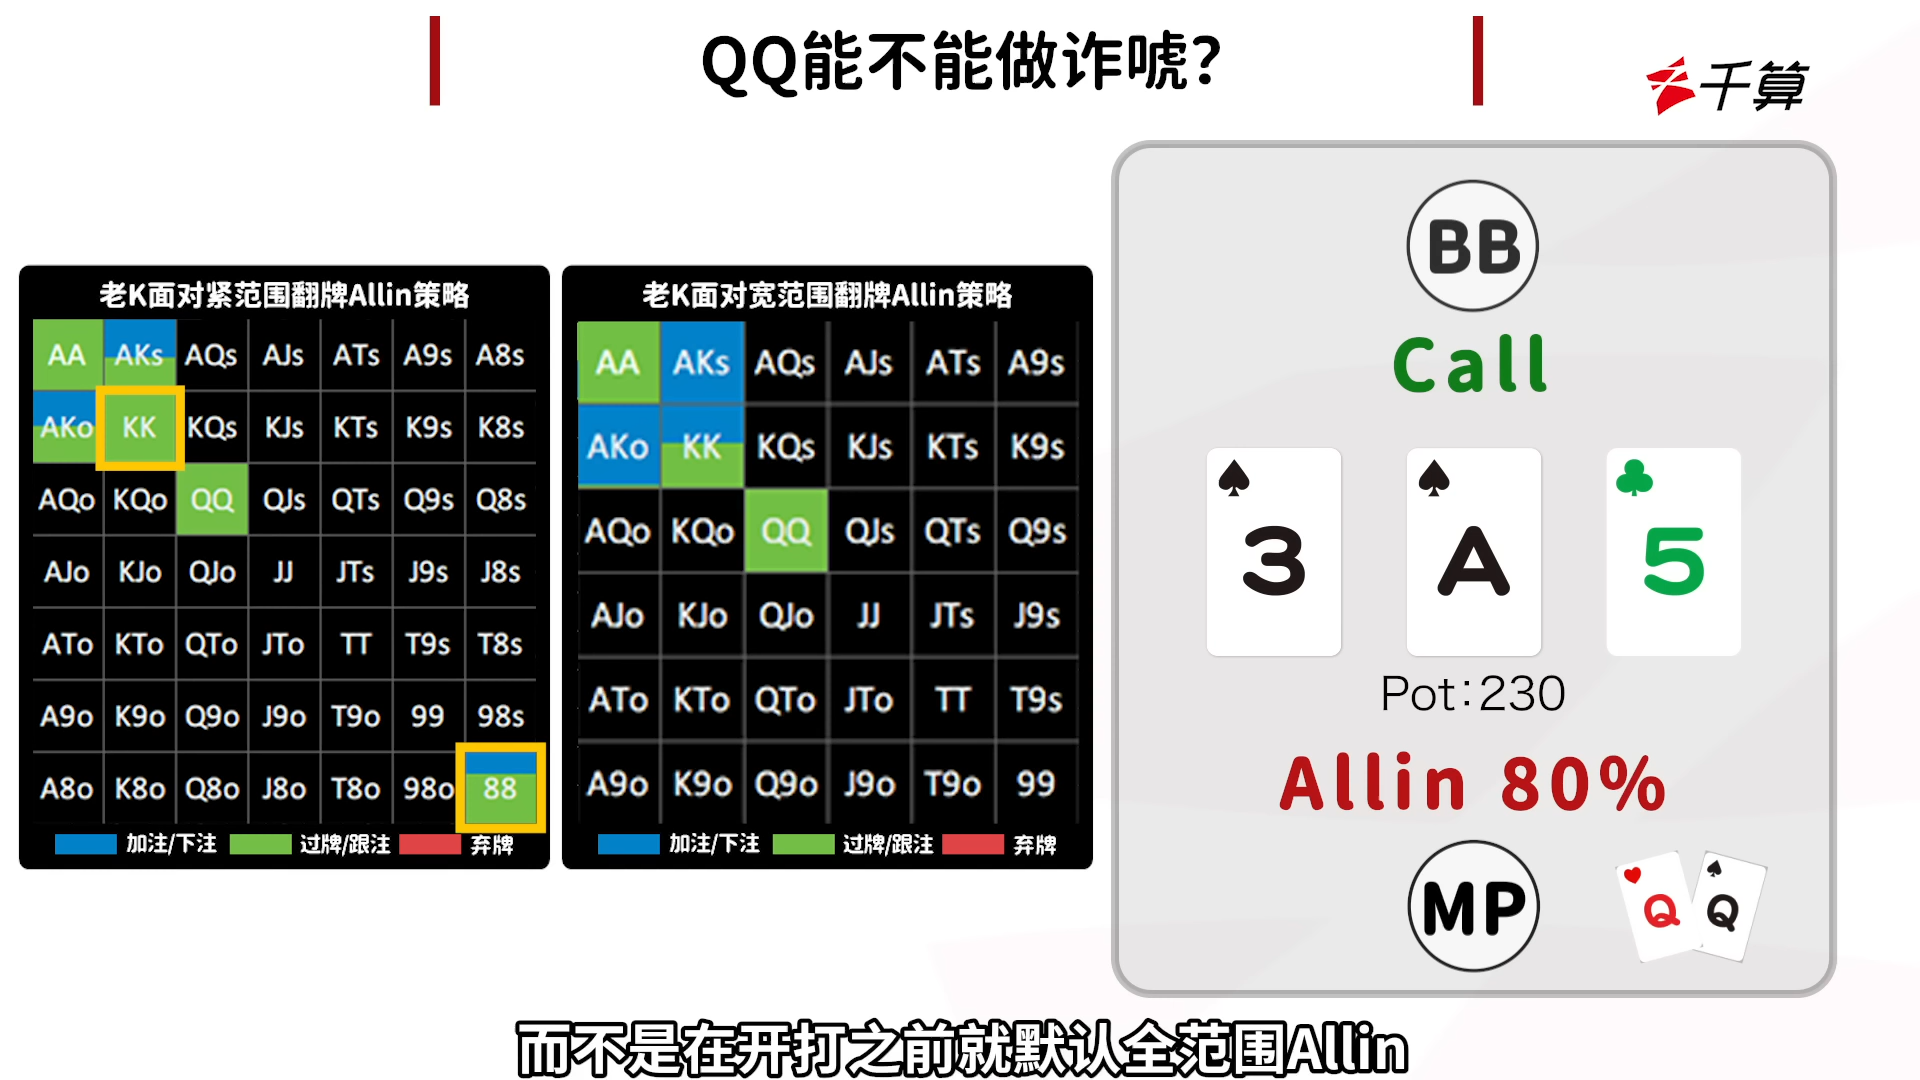 QQ能不能做诈唬？
千算
老K面对紧范围翻牌Allin策略
AA AKs AQs AJs ATs A9s A8s
AKo KK KQs KJs KTs K9s K8s
AQo KQo QQ QJs QTs Q9s Q8s
AJo KJo QJo JJ JTs J9s J8s
ATo KTo QTo JTo TT T9s T8s
A9o K9o Q9o J9o T9o 99 98s
A8o K8o Q8o J8o T8o 98o 88
加注/下注 过牌/跟注 弃牌
老K面对宽范围翻牌Allin策略
AA AKs AQs AJs ATs A9s
AKo KK KQs KJs KTs K9s
AQo KQo QQ QJs QTs Q9s
AJo KJo QJo JJ JTs J9s
ATo KTo QTo JTo TT T9s
A9o K9o Q9o J9o T9o 99
加注/下注 过牌/跟注 弃牌
BB
Call
3 A 5
Pot:230
Allin 80%
MP
Q Q
而不是在开打之前就默认全范围Allin